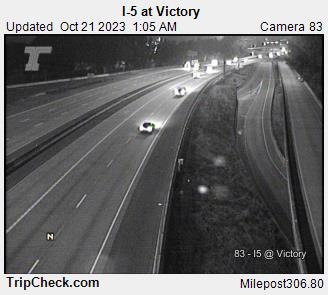 I-5 at Victory
Updated Oct 21 2023 1:05 AM Camera 83
T
N
83 - I5 @ Victory
TripCheck.com Milepost306.80